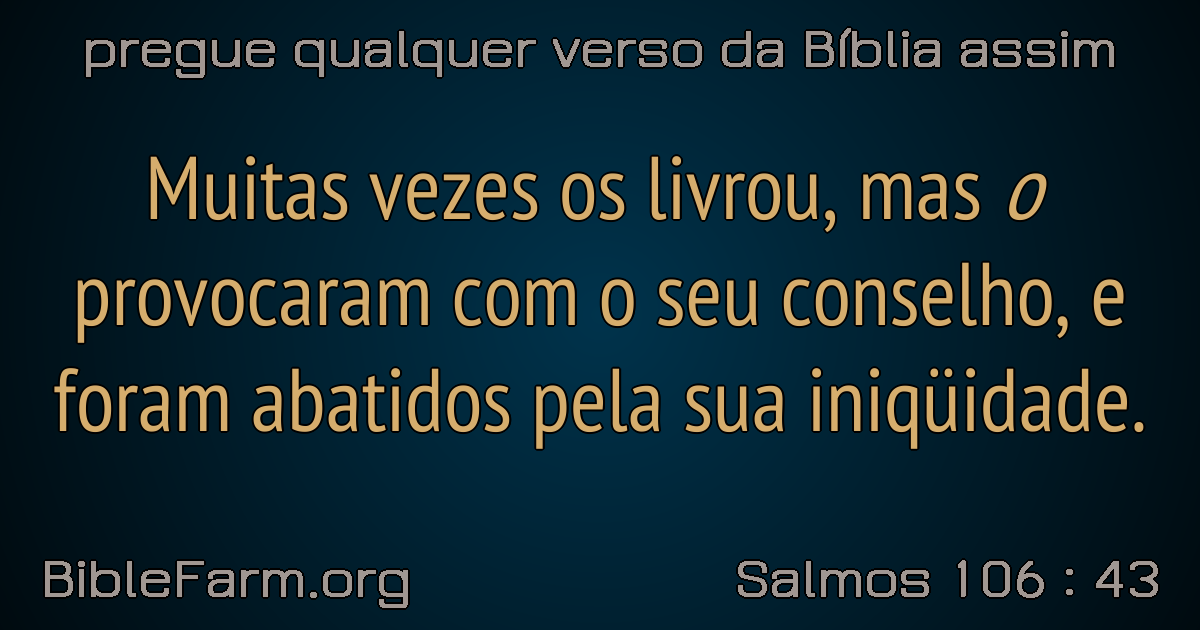 pregue qualquer verso da Bíblia assim
Muitas vezes os livrou, mas o
provocaram com o seu conselho, e
foram abatidos pela sua iniqüidade.
BibleFarm.org
Salmos 106 : 43